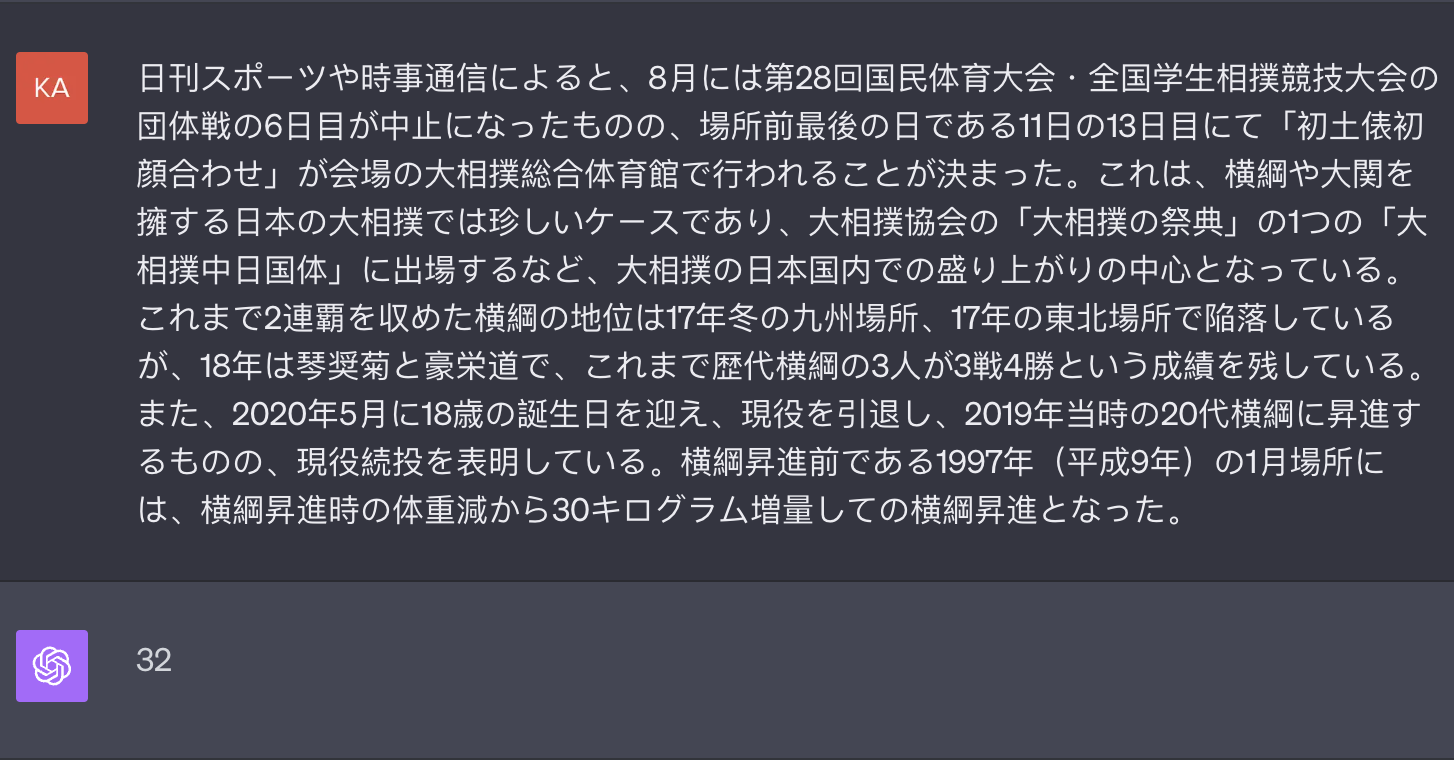 KA
日刊スポーツや時事通信によると、8月には第28回国民体育大会・全国学生相撲競技大会の
団体戦の6日目が中止になったものの、場所前最後の日である11日の13日目にて「初土俵初
顔合わせ」が会場の大相撲総合体育館で行われることが決まった。これは、横綱や大関を
擁する日本の大相撲では珍しいケースであり、大相撲協会の「大相撲の祭典」の1つの「大
相撲中日国体」に出場するなど、大相撲の日本国内での盛り上がりの中心となっている。
これまで2連覇を収めた横綱の地位は17年冬の九州場所、17年の東北場所で陥落している
が、18年は琴奨菊と豪栄道で、これまで歴代横綱の3人が3戦4勝という成績を残している。
また、2020年5月に18歳の誕生日を迎え、現役を引退し、2019年当時の20代横綱に昇進す
るものの、現役続投を表明している。横綱昇進前である1997年（平成9年）の1月場所に
は、横綱昇進時の体重減から30キログラム増量しての横綱昇進となった。
32